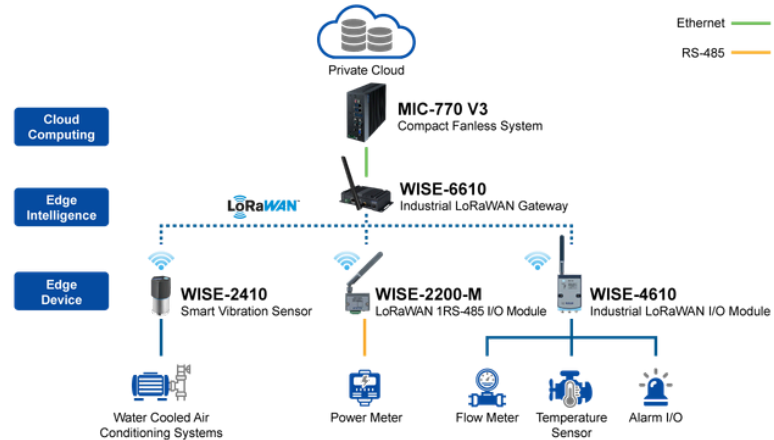 Ethernet
RS-485
Private Cloud
Cloud
Computing
MIC-770 V3
Compact Fanless System
Edge
Intelligence
WISE-6610
Industrial LoRaWAN Gateway
LoRaWAN
Edge
Device
WISE-2410
Smart Vibration Sensor
WISE-2200-M
LoRaWAN 1RS-485 I/O Module
WISE-4610
Industrial LoRaWAN I/O Module
Water Cooled Air
Conditioning Systems
Power Meter
Flow Meter
Temperature
Sensor
Alarm I/O